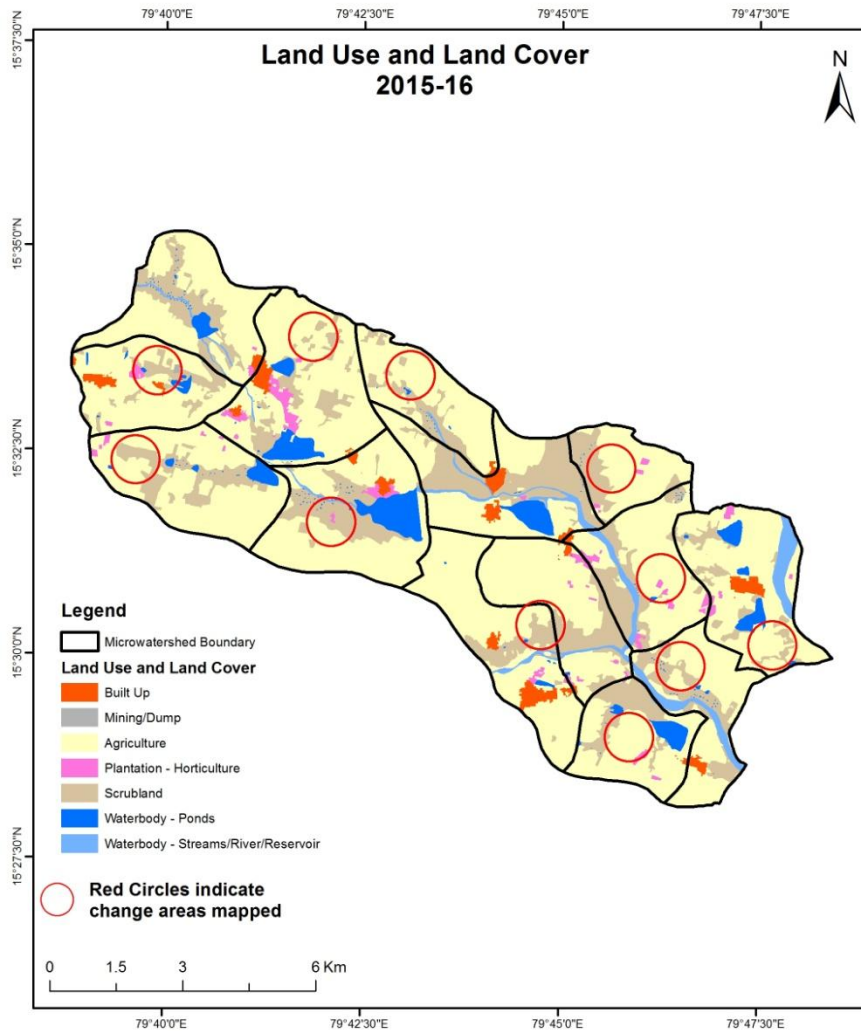 79°40'0"E 79°42'30"E 79°45'0"E 79°47'30"E
15°37'30"N
Land Use and Land Cover
2015-16
N
15°35'0"N
15°32'30"N
15°30'0"N
15°27'30"N
Legend
Microwatershed Boundary
Land Use and Land Cover
Built Up
Mining/Dump
Agriculture
Plantation - Horticulture
Scrubland
Waterbody - Ponds
Waterbody - Streams/River/Reservoir
Red Circles indicate
change areas mapped
0 1.5 3 6 Km
79°40'0"E 79°42'30"E 79°45'0"E 79°47'30"E